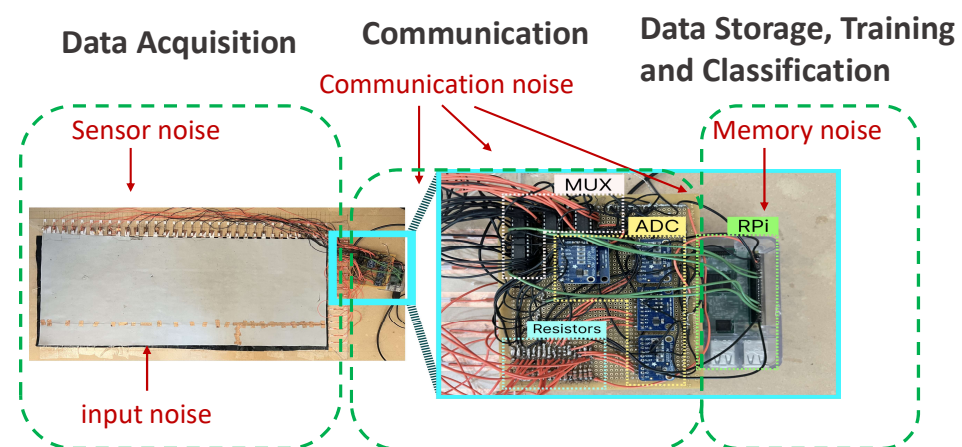 Data Acquisition
Communication
Data Storage, Training
and Classification
Communication noise
Sensor noise
Memory noise
MUX
ADC
RPi
Resistors
input noise